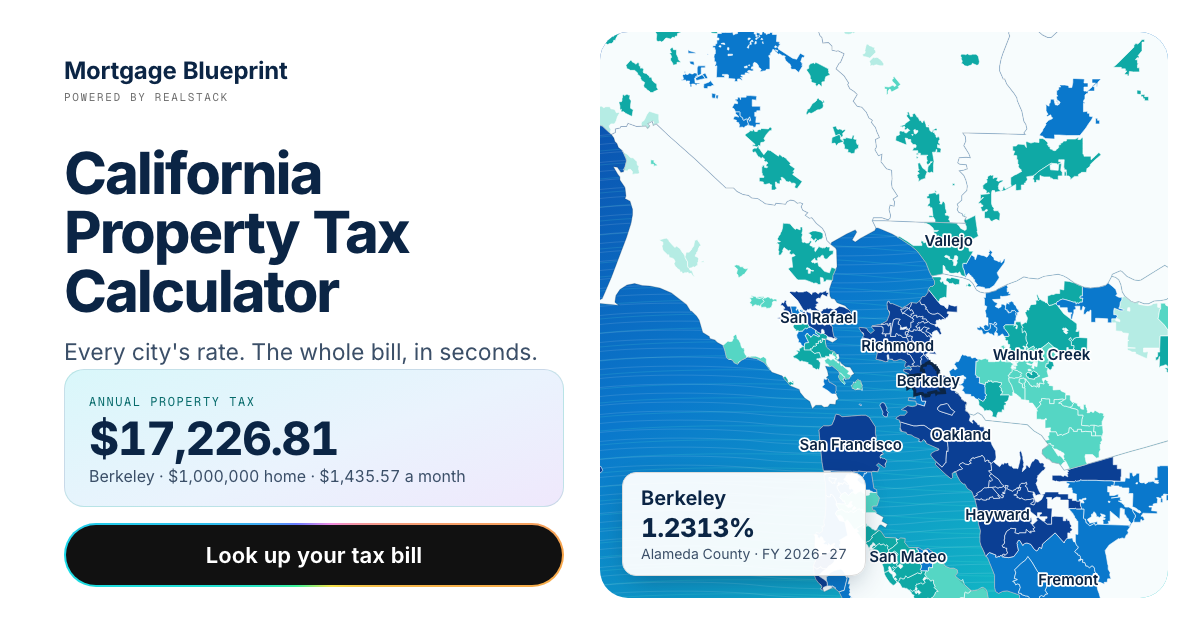 Mortgage Blueprint
POWERED BY REALSTACK
California
Property Tax
Calculator
Every city's rate. The whole bill, in seconds.
ANNUAL PROPERTY TAX
$17,226.81
Berkeley · $1,000,000 home · $1,435.57 a month
Look up your tax bill
Vallejo
San Rafael
Richmond
Walnut Creek
Berkeley
Oakland
San Francisco
Berkeley
1.2313%
Alameda County · FY 2026-27
Hayward
San Mateo
Fremont